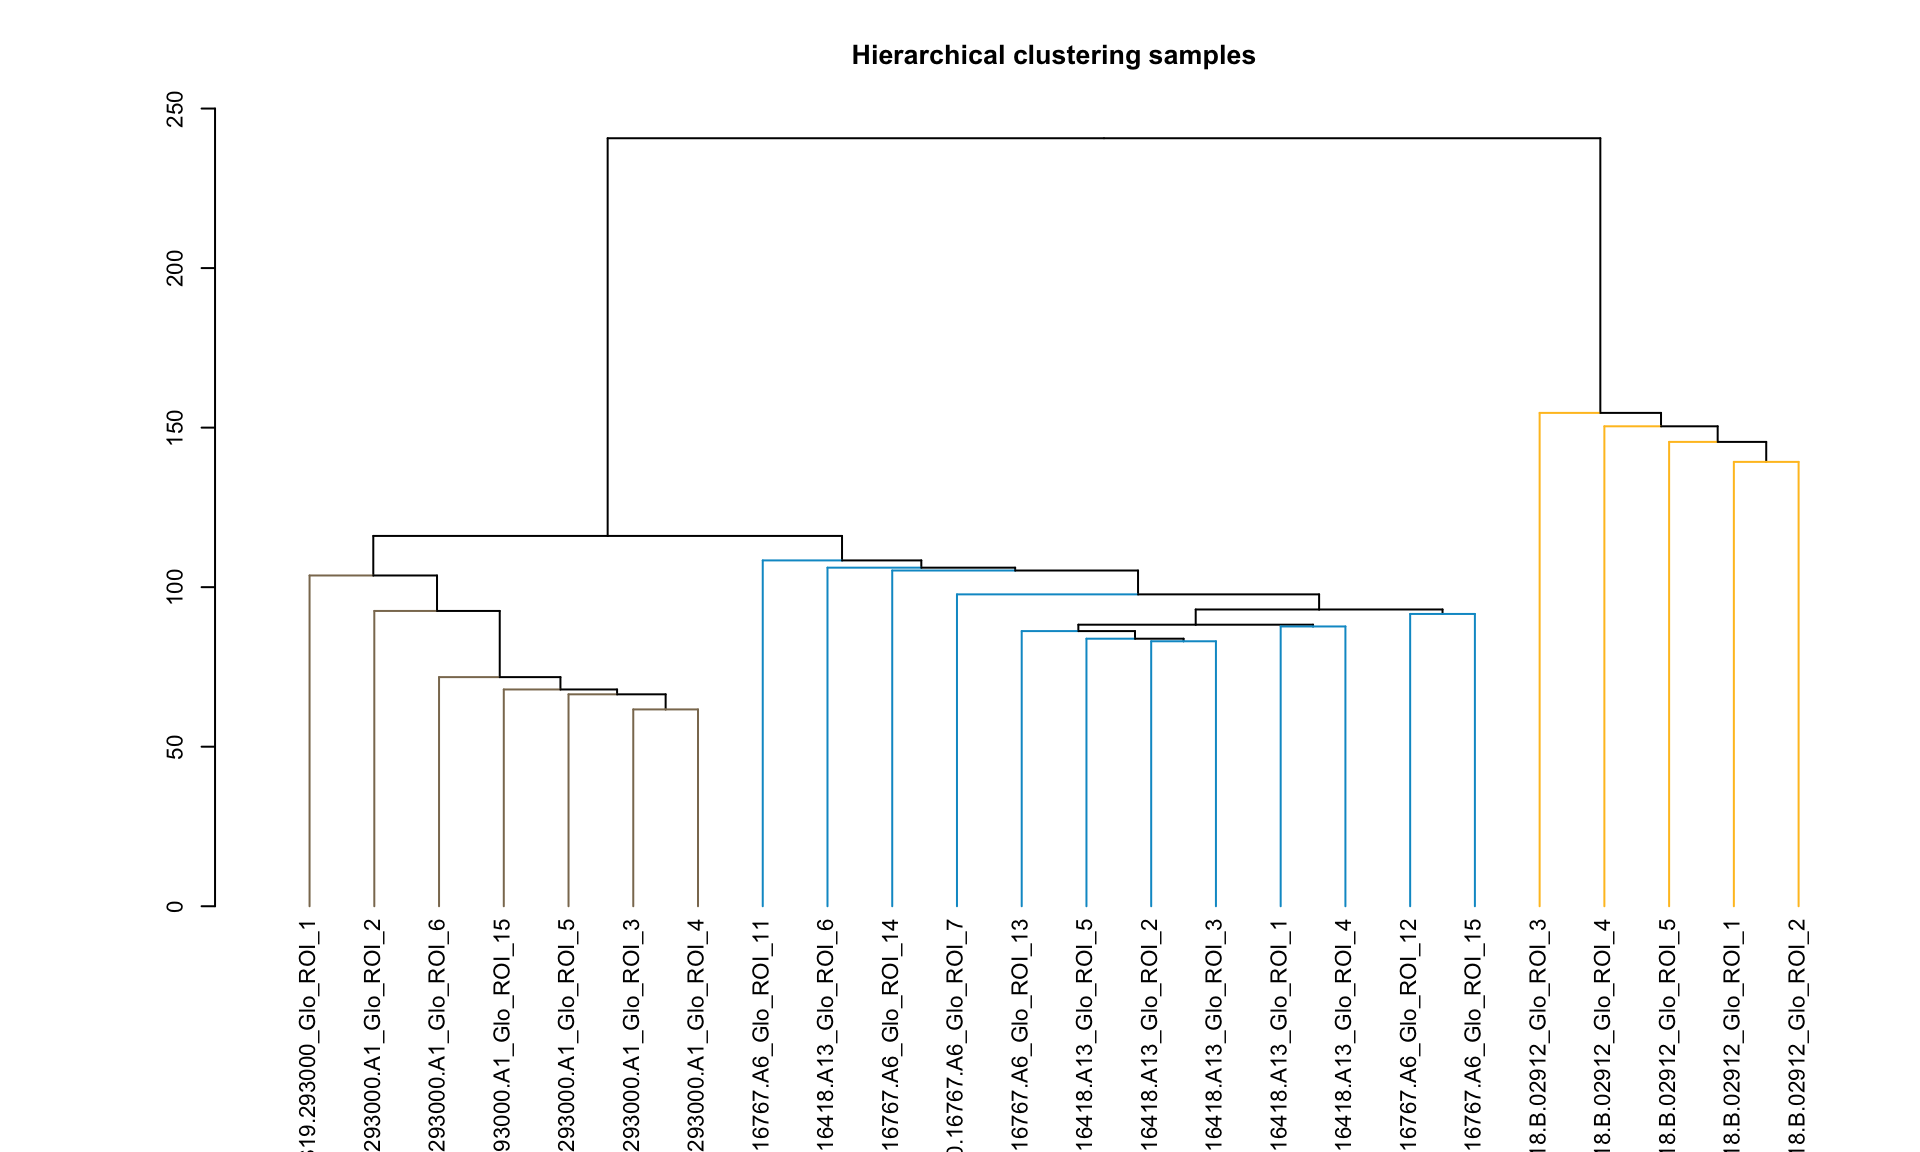 Hierarchical clustering samples
250
200
150
100
50
0
319.293000_Glo_ROI_1
293000.A1_Glo_ROI_2
293000.A1_Glo_ROI_6
93000.A1_Glo_ROI_15
293000.A1_Glo_ROI_5
293000.A1_Glo_ROI_3
293000.A1_Glo_ROI_4
16767.A6_Glo_ROI_11
16418.A13_Glo_ROI_6
16767.A6_Glo_ROI_14
0.16767.A6_Glo_ROI_7
16767.A6_Glo_ROI_13
16418.A13_Glo_ROI_5
16418.A13_Glo_ROI_2
16418.A13_Glo_ROI_3
16418.A13_Glo_ROI_1
16418.A13_Glo_ROI_4
16767.A6_Glo_ROI_12
16767.A6_Glo_ROI_15
18.B.02912_Glo_ROI_3
18.B.02912_Glo_ROI_4
18.B.02912_Glo_ROI_5
18.B.02912_Glo_ROI_1
18.B.02912_Glo_ROI_2